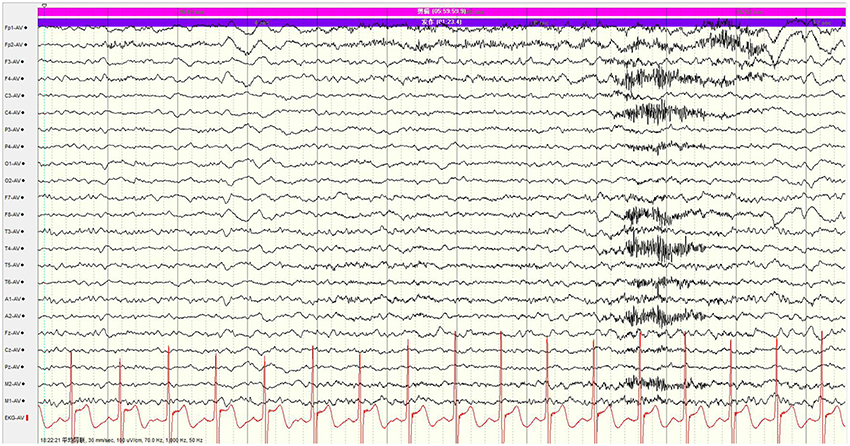 (05:59:59.9)
发作 (01:23.4)
Fp1-AV
Fp2-AV
F3-AV
F4-AV
C3-AV
C4-AV
P3-AV
P4-AV
O1-AV
O2-AV
F7-AV
F8-AV
T3-AV
T4-AV
T5-AV
T6-AV
A1-AV
A2-AV
Fz-AV
Cz-AV
Pz-AV
M2-AV
M1-AV
EKG-AV
18:22:21 平均导联, 30 mm/sec, 100 uV/cm, 70.0 Hz, 1.000 Hz, 50 Hz